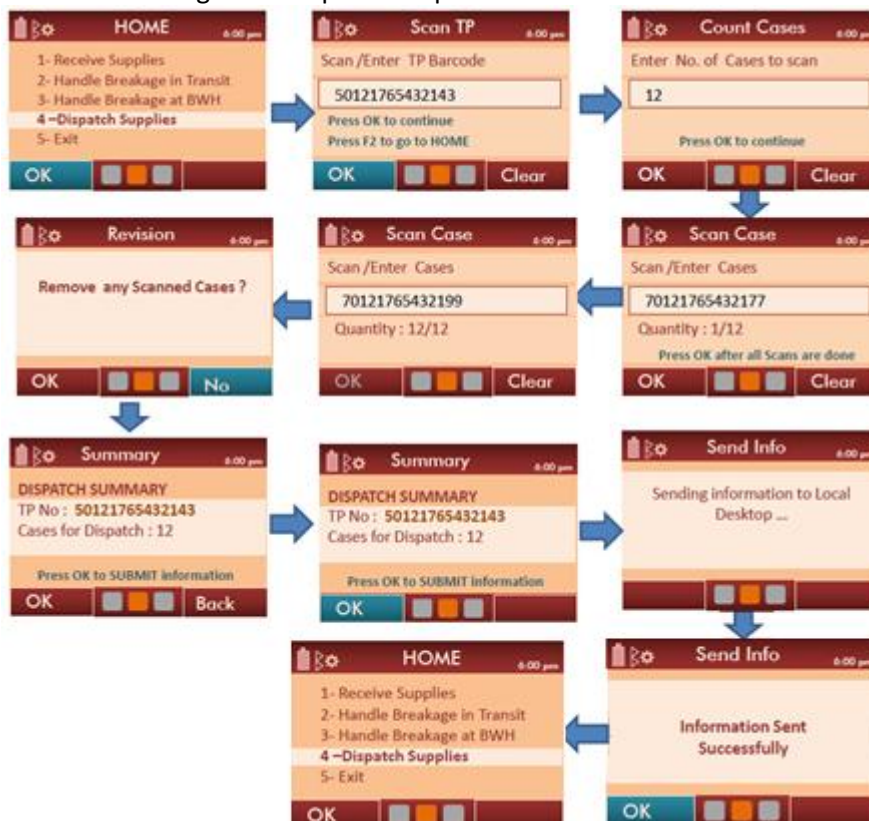 HOME
6:00 pm
1- Receive Supplies
2- Handle Breakage in Transit
3- Handle Breakage at BWH
4 –Dispatch Supplies
5- Exit
OK
Scan TP
6:00 pm
Scan /Enter TP Barcode
50121765432143
Press OK to continue
Press F2 to go to HOME
OK Clear
Count Cases
6:00 pm
Enter No. of Cases to scan
12
Press OK to continue
OK Clear
Scan Case
6:00 pm
Scan /Enter Cases
70121765432177
Quantity : 1/12
Press OK after all Scans are done
OK Clear
Scan Case
6:00 pm
Scan /Enter Cases
70121765432199
Quantity : 12/12
OK Clear
Revision
6:00 pm
Remove any Scanned Cases ?
OK No
Summary
6:00 pm
DISPATCH SUMMARY
TP No : 50121765432143
Cases for Dispatch : 12
Press OK to SUBMIT information
OK Back
Summary
6:00 pm
DISPATCH SUMMARY
TP No : 50121765432143
Cases for Dispatch : 12
Press OK to SUBMIT information
OK
Send Info
6:00 pm
Sending information to Local
Desktop ...
Send Info
6:00 pm
Information Sent
Successfully
OK
HOME
6:00 pm
1- Receive Supplies
2- Handle Breakage in Transit
3- Handle Breakage at BWH
4 –Dispatch Supplies
5- Exit
OK